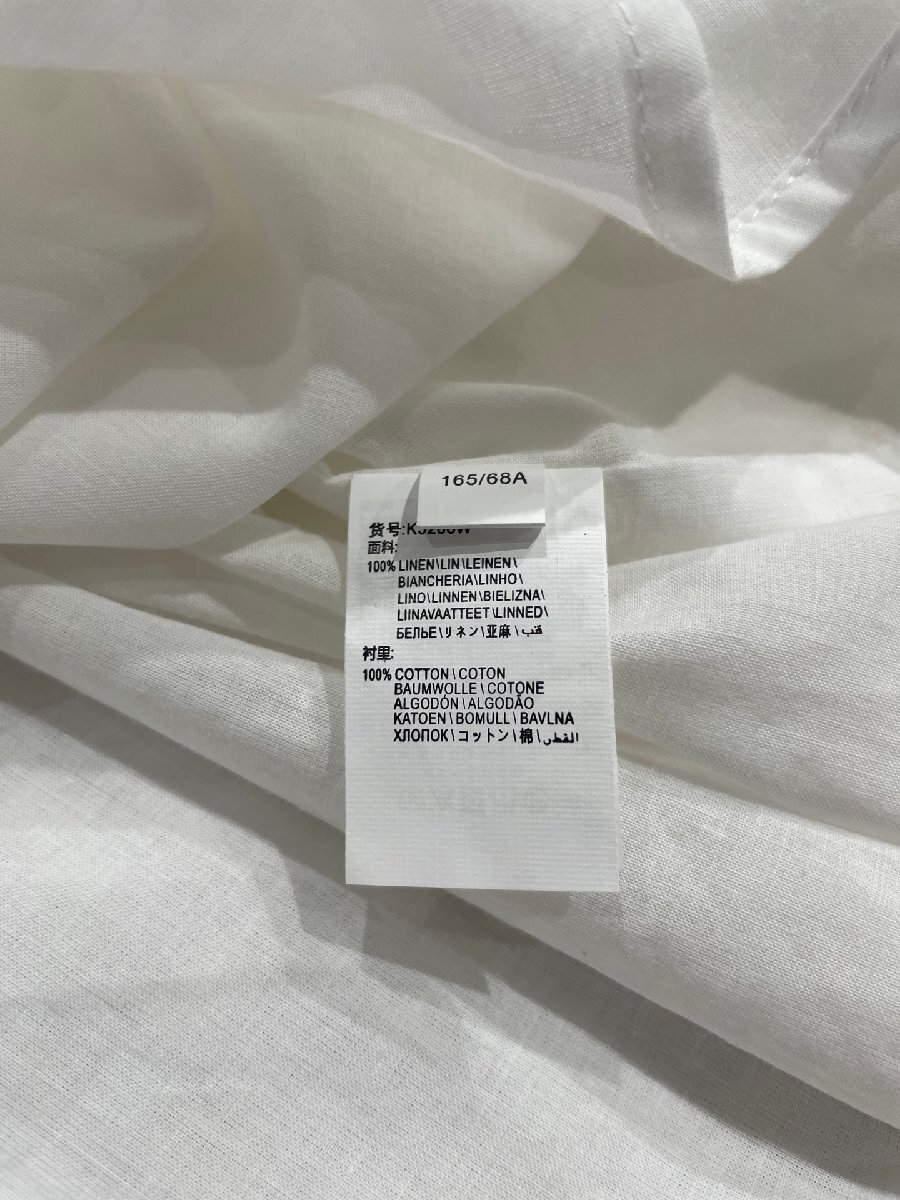 165/68A
货号:
面料:
100% LINEN\LIN\LEINEN\
BIANCHERIA\LINHO\
LINO\LINNEN\BIELIZNA\
LIINAVAATTEET\LINNED\
БЕЛЬЕ\リネン\亚麻\قنب
衬里:
100% COTTON\COTON
BAUMWOLLE\COTONE
ALGODÓN\ALGODÃO
KATOEN\BOMULL\BAVLNA
ХЛОПОК\コットン\棉\القطن